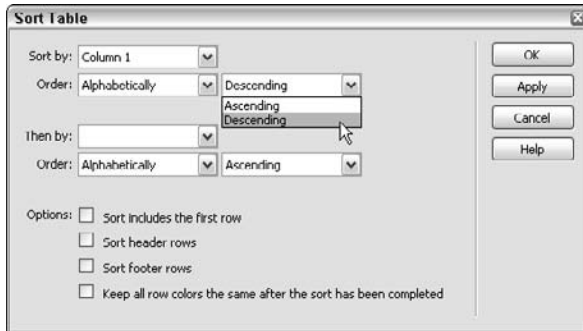 Sort Table
Sort by: Column 1
Order: Alphabetically Descending
Ascending
Descending
Then by:
Order: Alphabetically Ascending
Options: Sort includes the first row
Sort header rows
Sort footer rows
Keep all row colors the same after the sort has been completed
OK
Apply
Cancel
Help